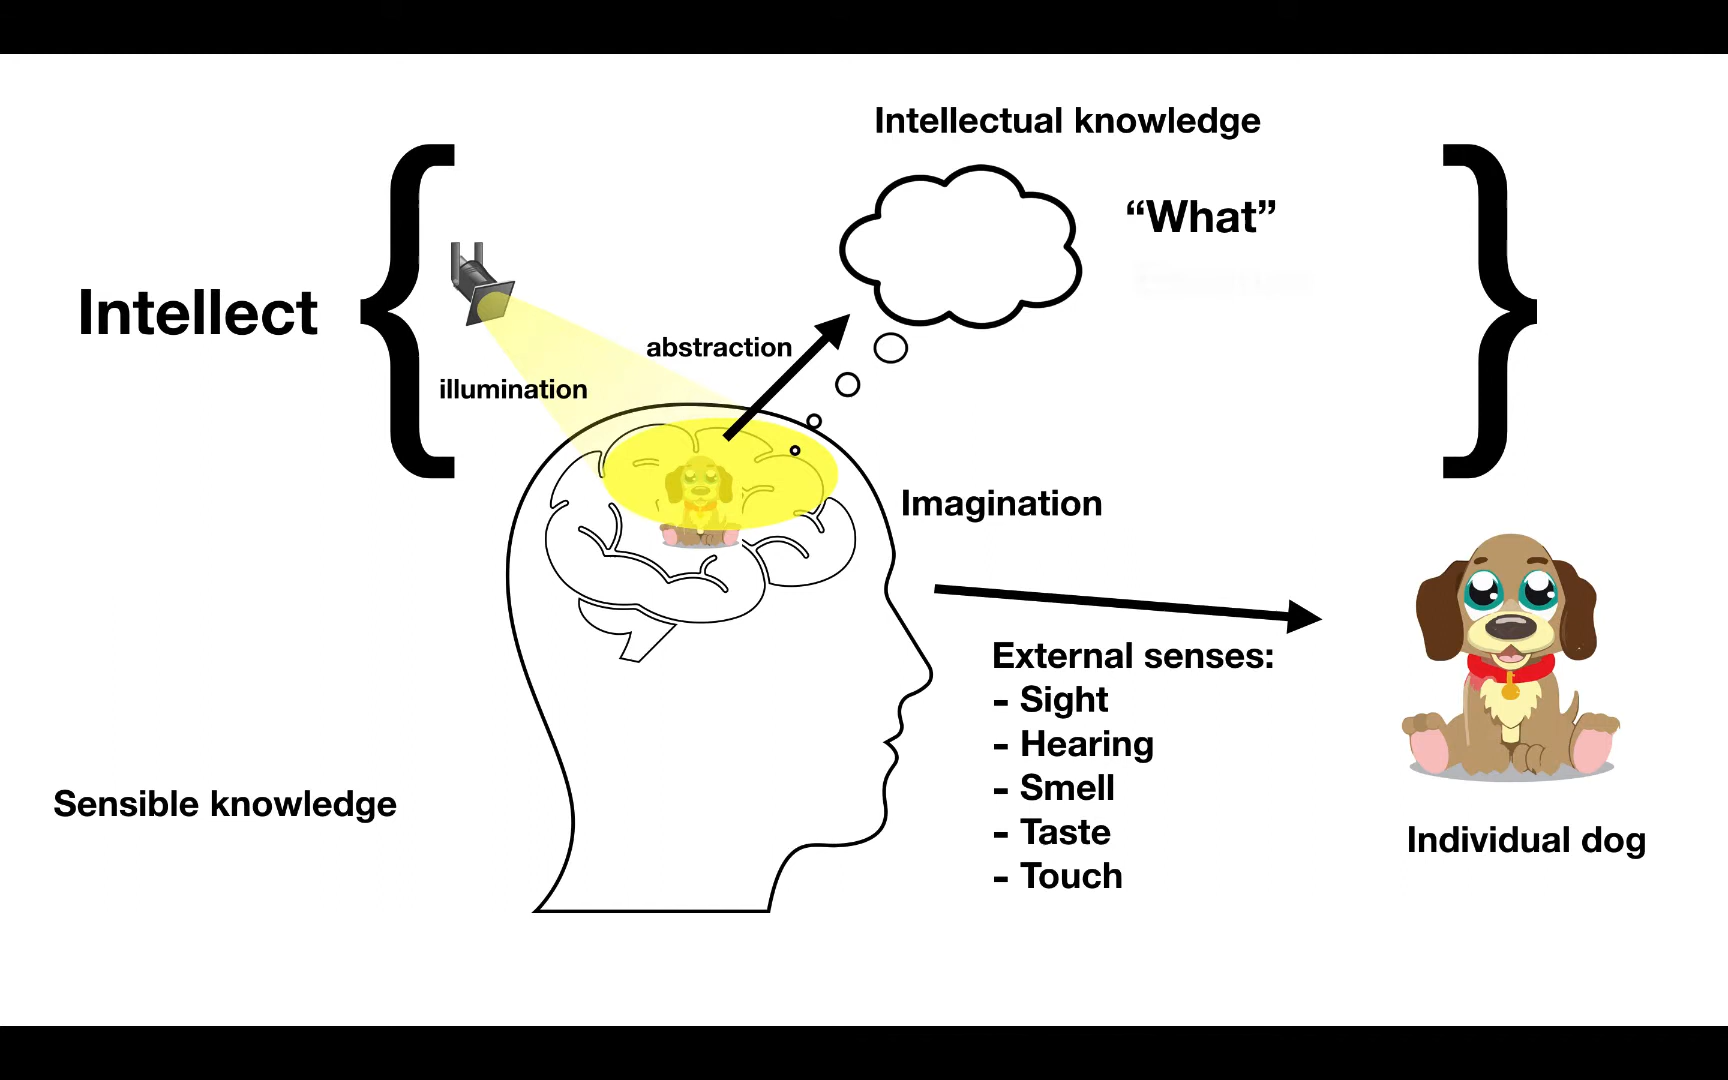 Intellectual knowledge
“What”
Intellect
abstraction
illumination
Imagination
External senses:
- Sight
- Hearing
- Smell
- Taste
- Touch
Sensible knowledge
Individual dog